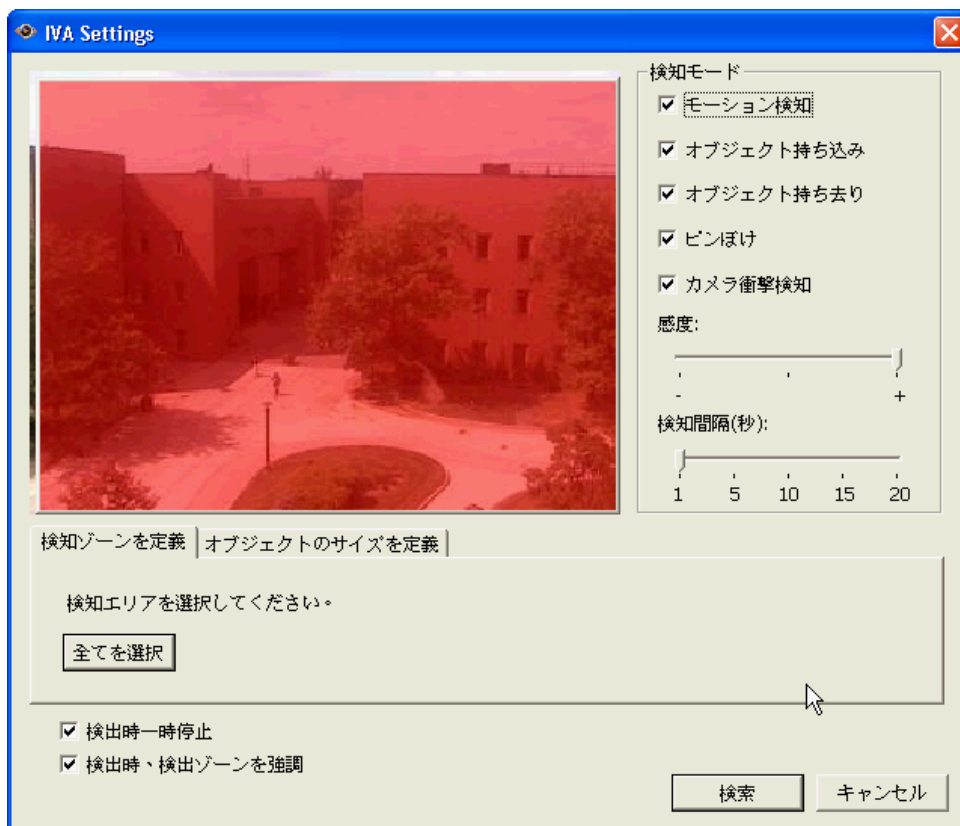 IVA Settings
検知モード
モーション検知
オブジェクト持ち込み
オブジェクト持ち去り
ピンぼけ
カメラ衝撃検知
感度:
- +
検知間隔(秒):
1 5 10 15 20
検知ゾーンを定義 オブジェクトのサイズを定義
検知エリアを選択してください。
全てを選択
検出時一時停止
検出時、検出ゾーンを強調
検索 キャンセル